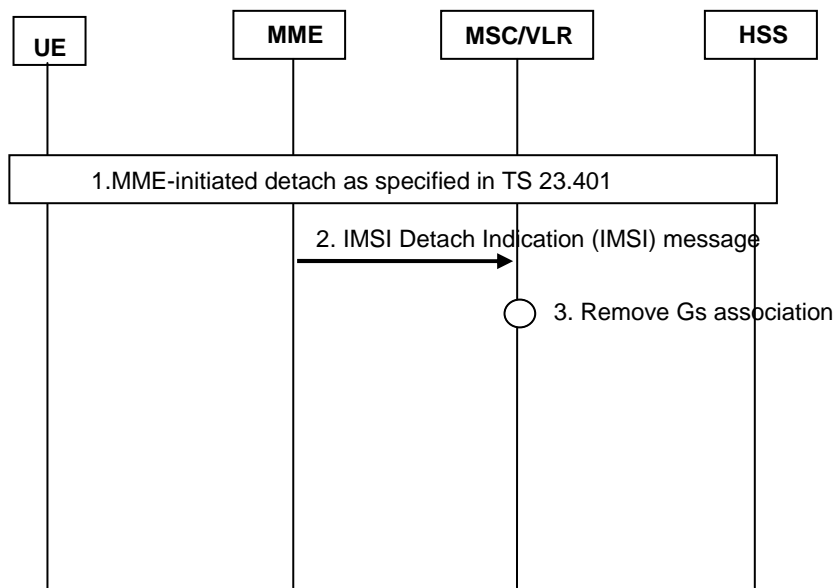 UE
MME
MSC/VLR
HSS
1.MME-initiated detach as specified in TS 23.401
2. IMSI Detach Indication (IMSI) message
3. Remove Gs association